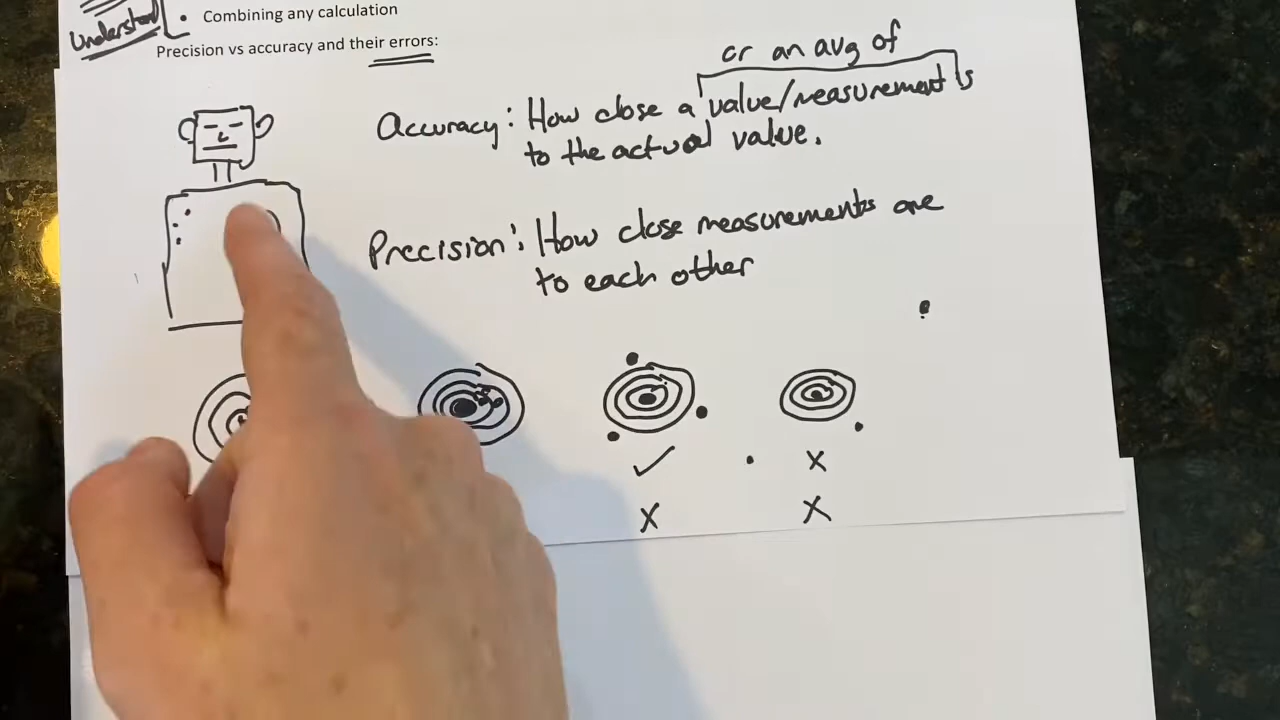 Understand
• Combining any calculation
Precision vs accuracy and their errors:
or an avg of
Accuracy: How close a value/measurement is
to the actual value.
Precision: How close measurements are
to each other
✓ X
X X